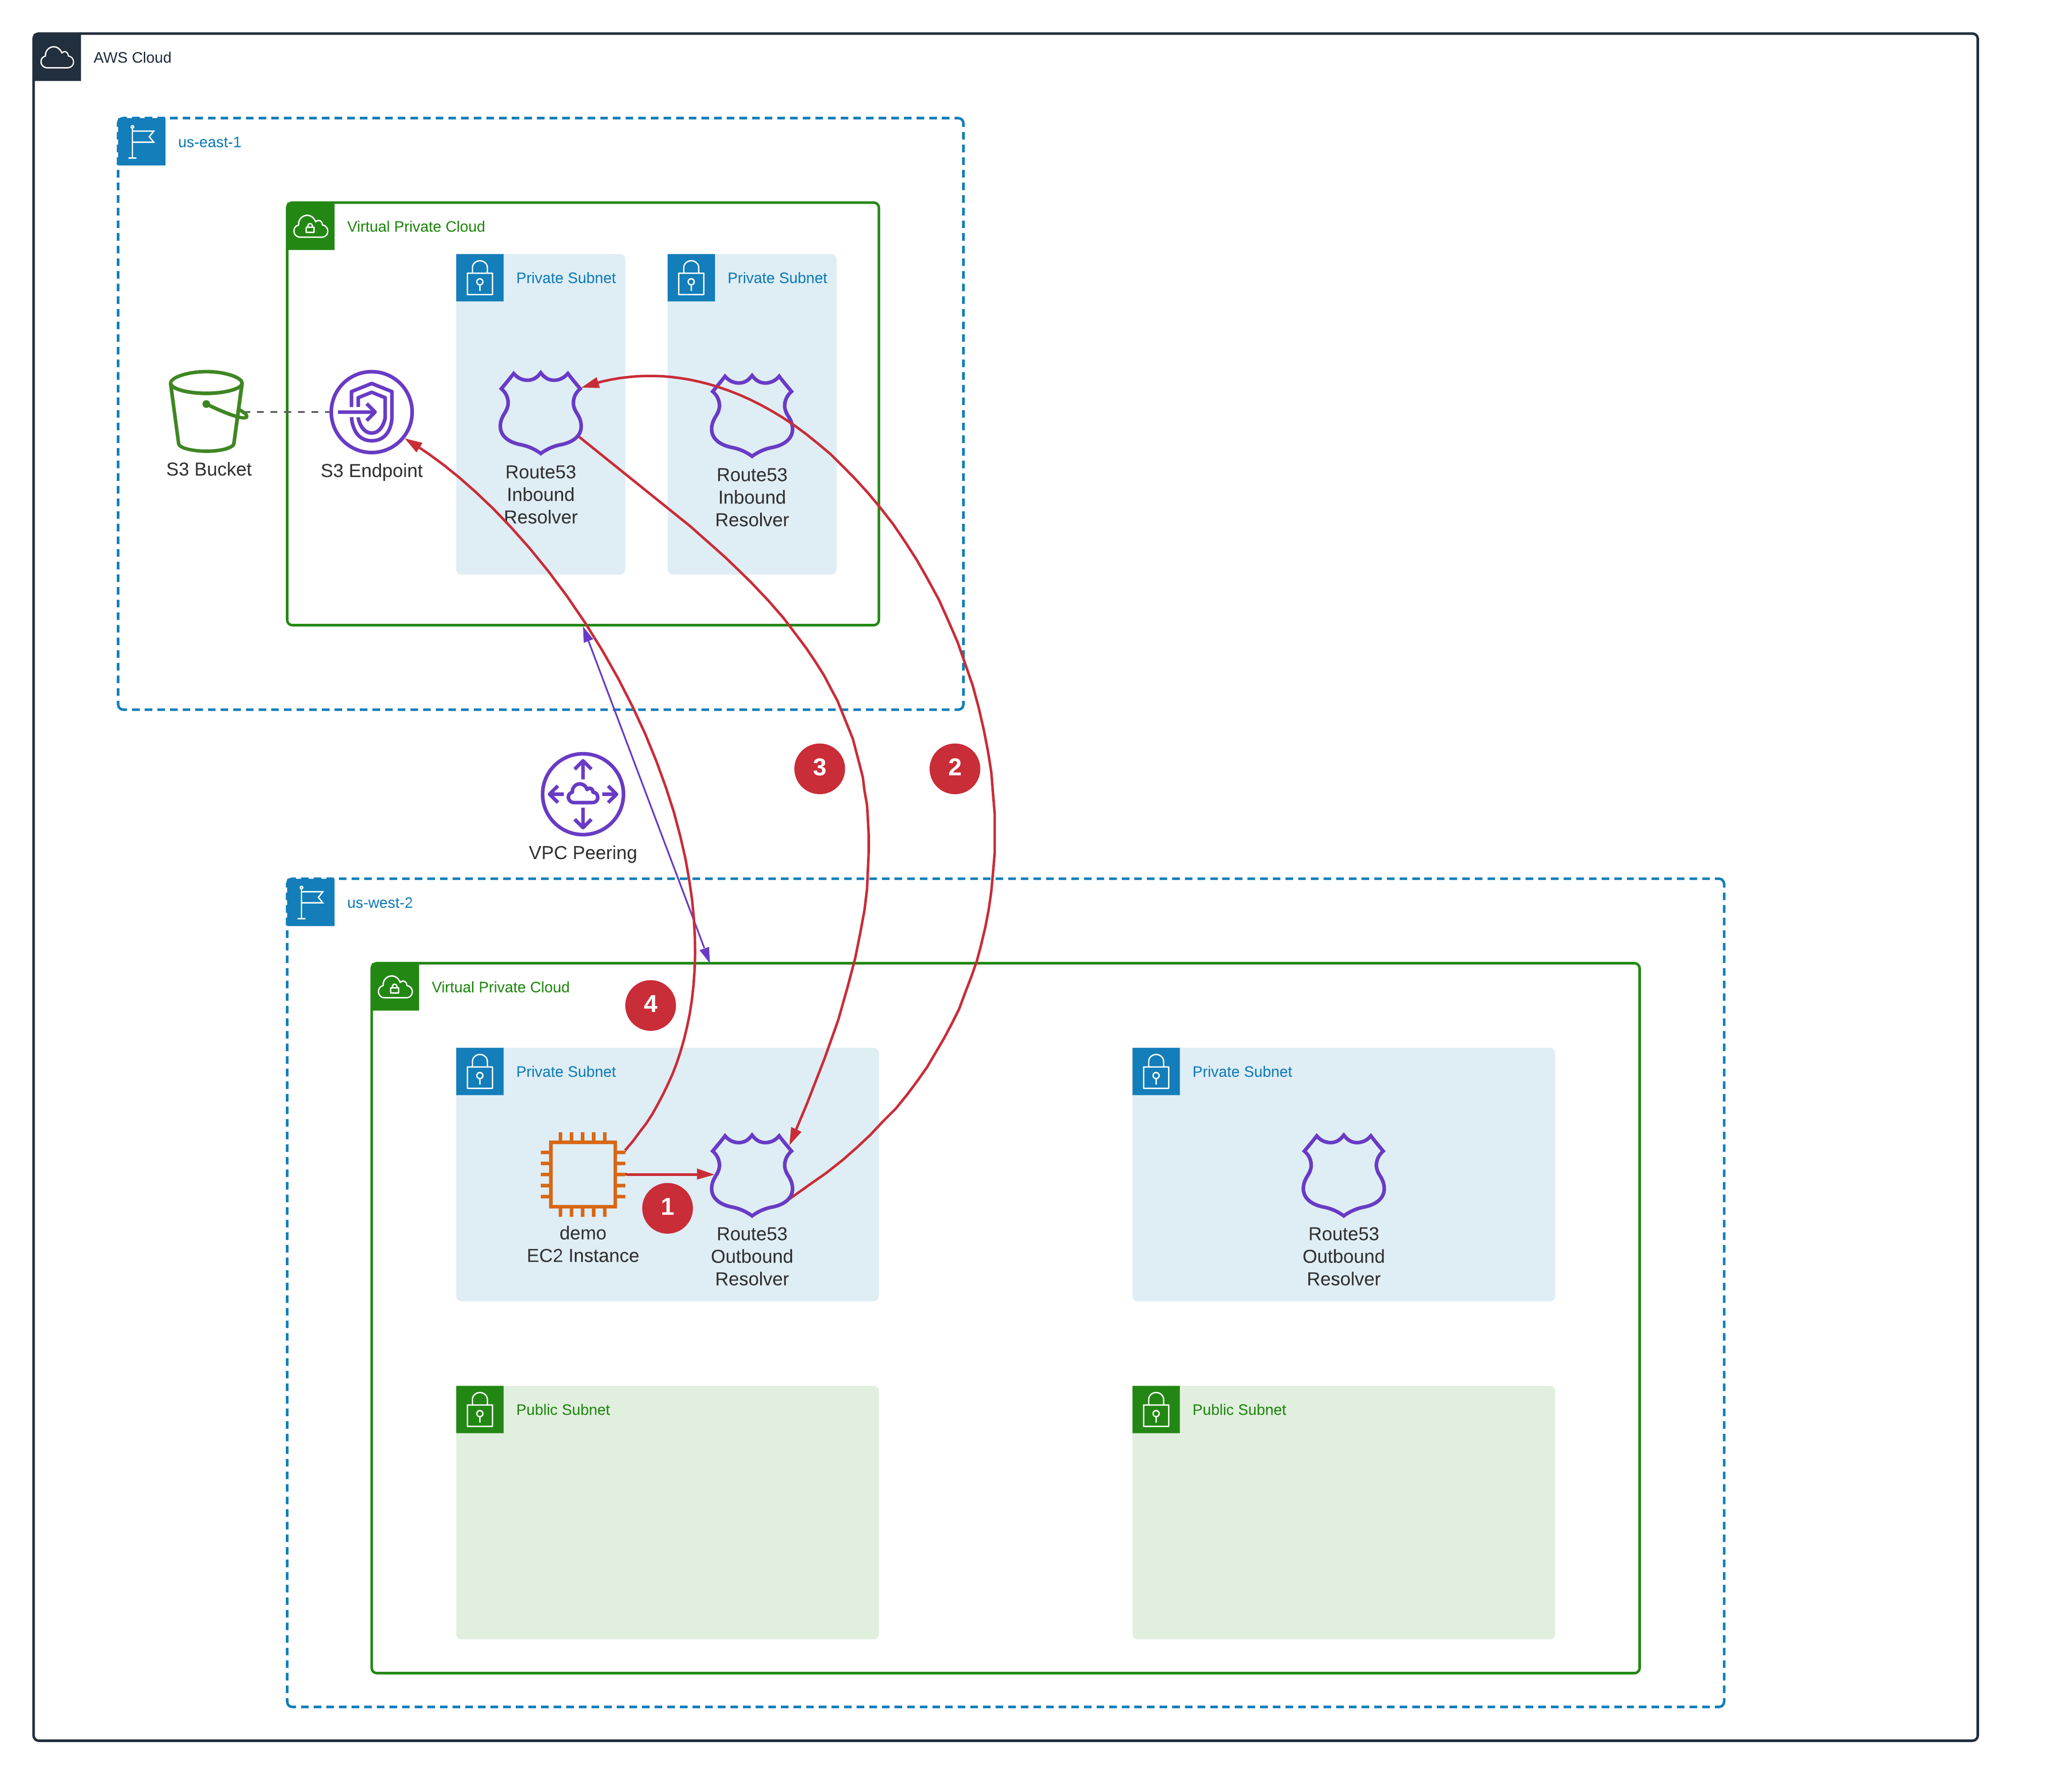 AWS Cloud
us-east-1
Virtual Private Cloud
Private Subnet
Private Subnet
S3 Bucket
S3 Endpoint
Route53
Inbound
Resolver
Route53
Inbound
Resolver
3
2
VPC Peering
us-west-2
Virtual Private Cloud
4
Private Subnet
Private Subnet
1
demo
EC2 Instance
Route53
Outbound
Resolver
Route53
Outbound
Resolver
Public Subnet
Public Subnet